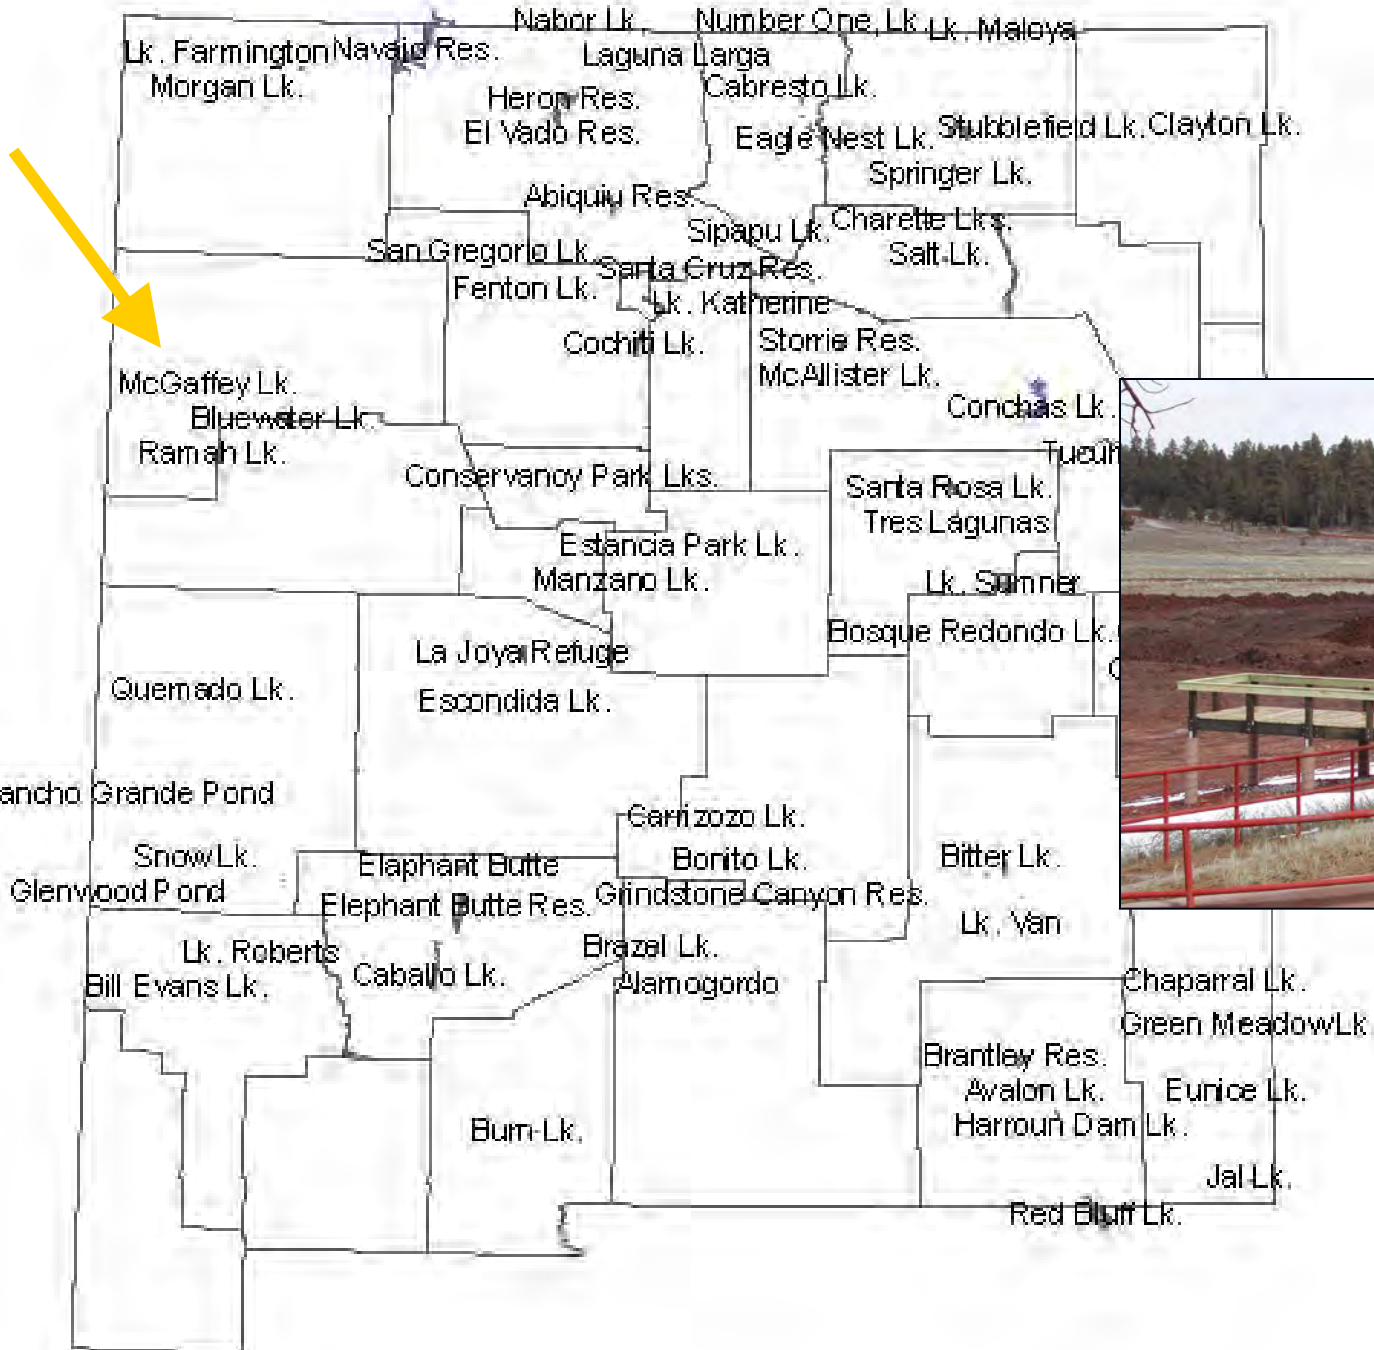 Nabor Lk. Number One, Lk Lk. Maloya
Lk. Farmington Navajo Res. Laguna Larga
Morgan Lk. Heron Res. Cabresto Lk.
El Vado Res. Eagle Nest Lk. Stubblefield Lk. Clayton Lk.
Springer Lk.
Abiquiu Res.
Sipapu Lk. Charette Lks.
San Gregorio Lk. Salt Lk.
Santa Cruz Res.
Fenton Lk. Lk. Katherine
Cochiti Lk. Storrie Res.
McGaffey Lk. McAllister Lk.
Bluewater Lk. Conchas Lk.
Ramah Lk.
Conservancy Park Lks. Santa Rosa Lk.
Tres Lagunas
Estancia Park Lk.
Manzano Lk. Lk. Sumner
Bosque Redondo Lk.
La Joya Refuge
Quemado Lk. Escondida Lk.
ancho Grande Pond
Carrizozo Lk.
Snow Lk. Elaphant Butte Bonito Lk. Bitter Lk.
Glenwood Pond Elephant Butte Res. Grindstone Canyon Res.
Lk. Van
Lk. Roberts Brazel Lk.
Bill Evans Lk. Caballo Lk. Alamogordo Chaparral Lk.
Green Meadow Lk
Brantley Res.
Avalon Lk. Eunice Lk.
Burn Lk. Harroun Dam Lk.
Jal Lk.
Red Bluff Lk.